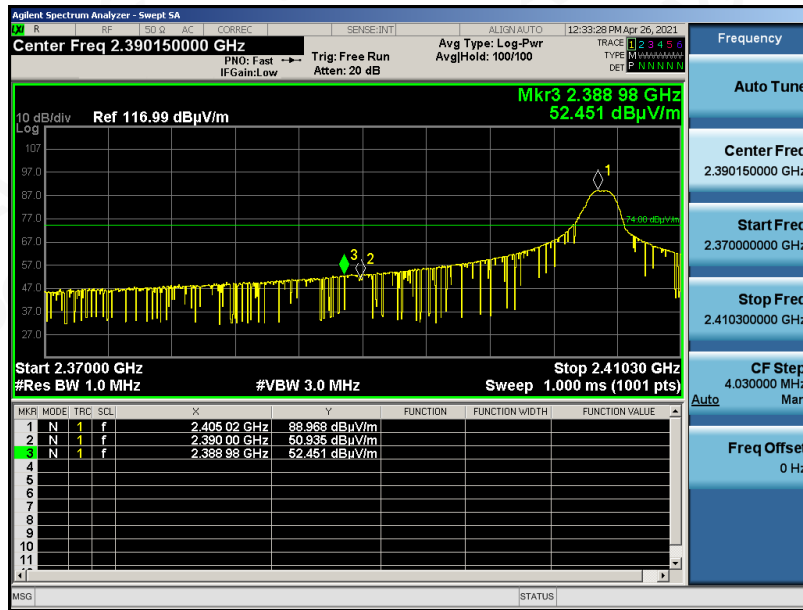 Agilent Spectrum Analyzer - Swept SA
LXI R RF 50 Ω AC CORREC SENSE:INT ALIGN AUTO 12:33:28 PM Apr 26, 2021
Center Freq 2.390150000 GHz
PNO: Fast
IFGain:Low
Trig: Free Run
Atten: 20 dB
Avg Type: Log-Pwr
Avg|Hold: 100/100
TRACE 1 2 3 4 5 6
TYPE M
DET P N N N N N
Mkr3 2.388 98 GHz
52.451 dBµV/m
10 dB/div Ref 116.99 dBµV/m
Log
107
97.0
87.0
77.0
67.0
57.0
47.0
37.0
27.0
1
74.00 dBµV/m
3
2
Start 2.37000 GHz Stop 2.41030 GHz
#Res BW 1.0 MHz #VBW 3.0 MHz Sweep 1.000 ms (1001 pts)
MKR MODE TRC SCL X Y FUNCTION FUNCTION WIDTH FUNCTION VALUE
1 N 1 f 2.405 02 GHz 88.968 dBµV/m
2 N 1 f 2.390 00 GHz 50.935 dBµV/m
3 N 1 f 2.388 98 GHz 52.451 dBµV/m
4
5
6
7
8
9
10
11
MSG STATUS
Frequency
Auto Tune
Center Freq
2.390150000 GHz
Start Freq
2.370000000 GHz
Stop Freq
2.410300000 GHz
CF Step
4.030000 MHz
Auto Man
Freq Offset
0 Hz